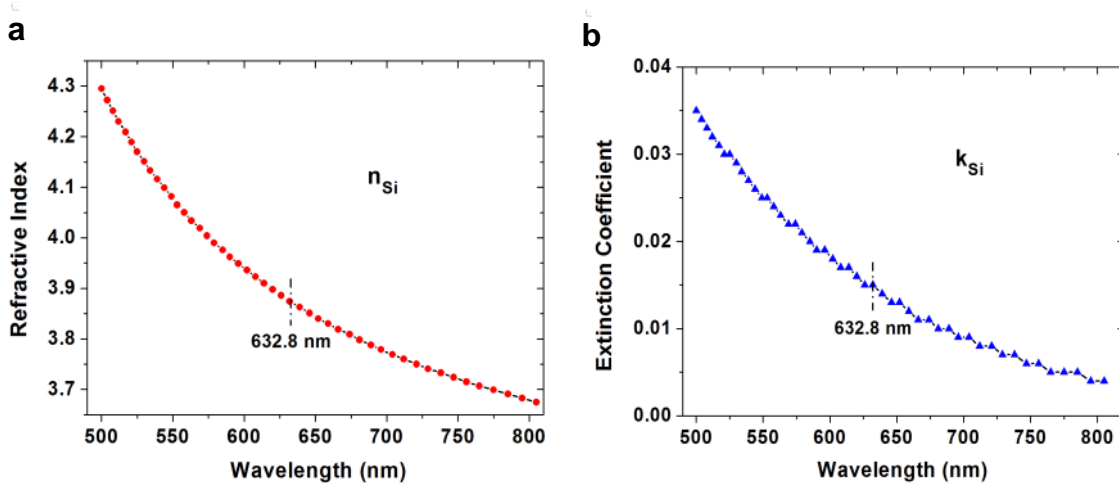 a
Refractive Index
4.3
4.2
4.1
4.0
3.9
3.8
3.7
n_Si
632.8 nm
500 550 600 650 700 750 800
Wavelength (nm)
b
Extinction Coefficient
0.04
0.03
0.02
0.01
0.00
k_Si
632.8 nm
500 550 600 650 700 750 800
Wavelength (nm)